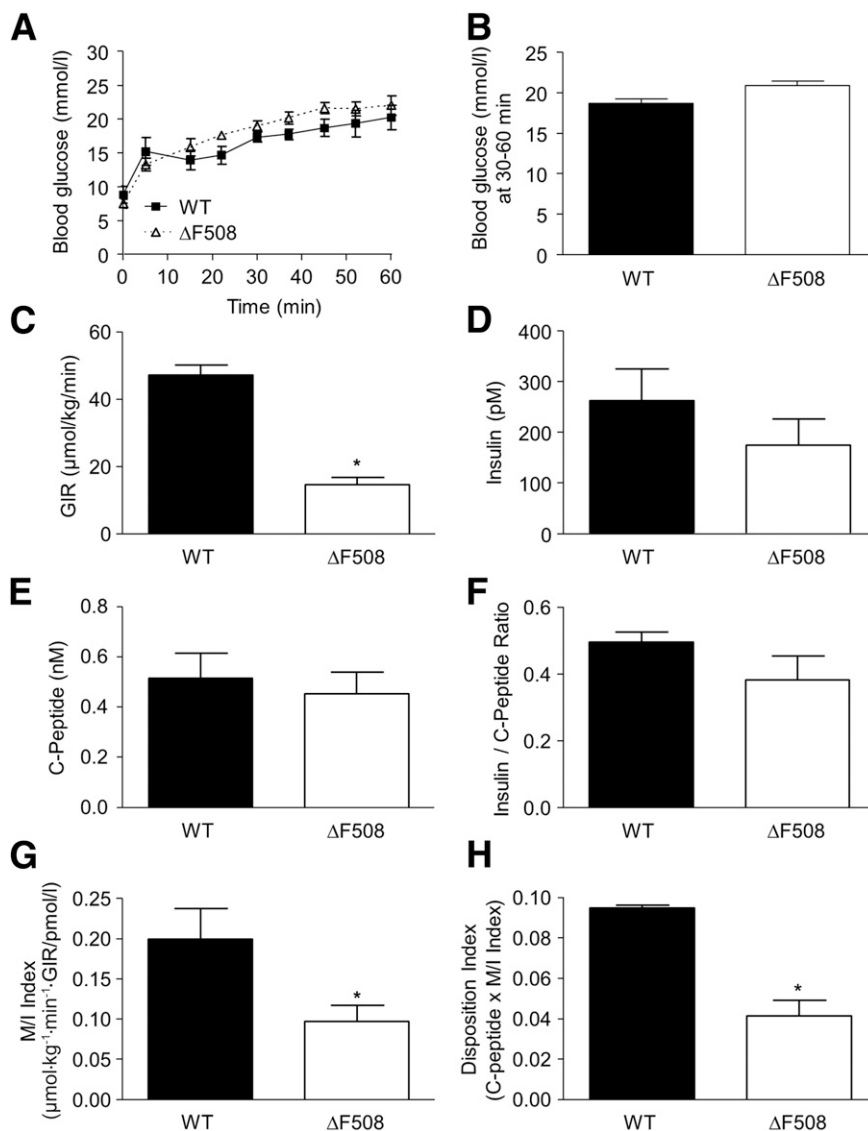 A
Blood glucose (mmol/l)
30
25
20
15
10
5
0
WT
ΔF508
0 10 20 30 40 50 60
Time (min)
B
Blood glucose (mmol/l)
at 30-60 min
25
20
15
10
5
0
WT ΔF508
C
GIR (μmol/kg/min)
60
40
20
0
*
WT ΔF508
D
Insulin (pM)
400
300
200
100
0
WT ΔF508
E
C-Peptide (nM)
0.8
0.6
0.4
0.2
0.0
WT ΔF508
F
Insulin / C-Peptide Ratio
0.6
0.4
0.2
0.0
WT ΔF508
G
M/I Index
(μmol·kg⁻¹·min⁻¹·GIR/pmol/l)
0.25
0.20
0.15
0.10
0.05
0.00
*
WT ΔF508
H
Disposition Index
(C-peptide x M/I Index)
0.10
0.08
0.06
0.04
0.02
0.00
*
WT ΔF508